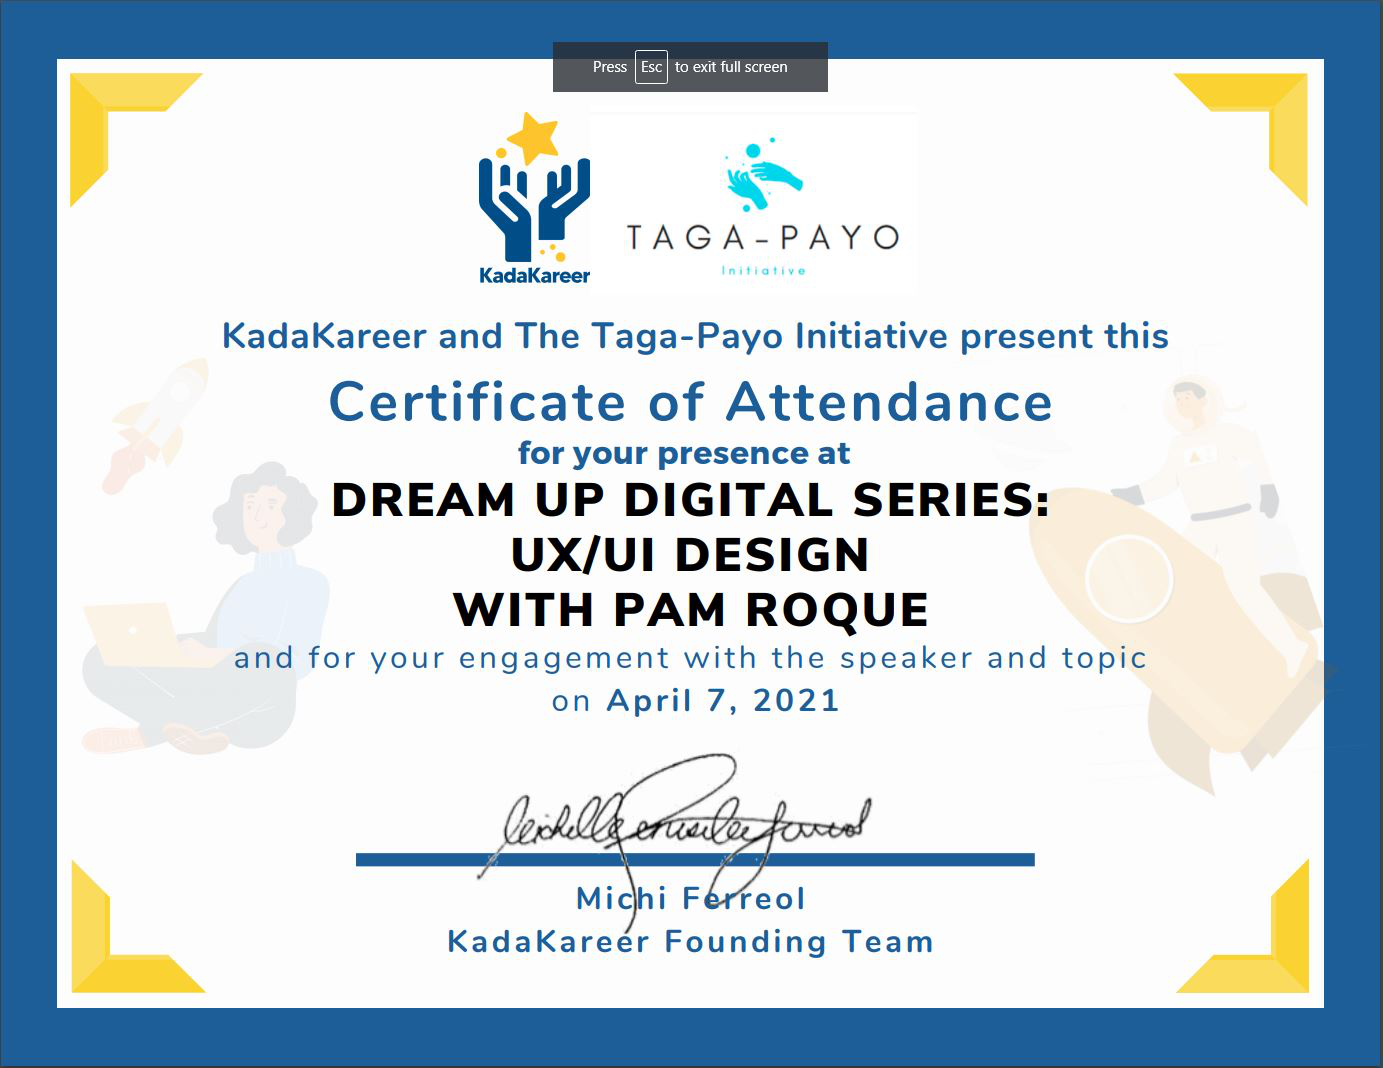 Press Esc to exit full screen
KadaKareer
TAGA-PAYO
Initiative
KadaKareer and The Taga-Payo Initiative present this
Certificate of Attendance
for your presence at
DREAM UP DIGITAL SERIES:
UX/UI DESIGN
WITH PAM ROQUE
and for your engagement with the speaker and topic
on April 7, 2021
Michi Ferreol
KadaKareer Founding Team